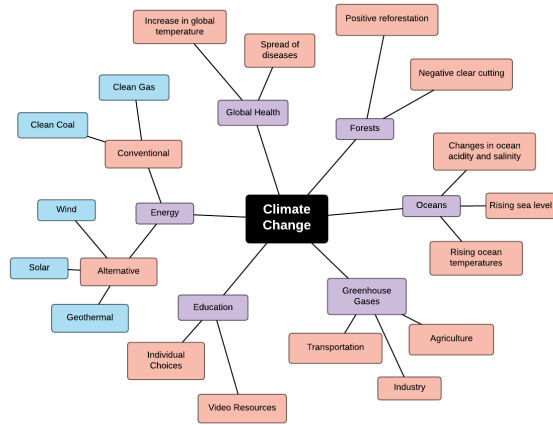 Increase in global
temperature
Positive reforestation
Spread of
diseases
Clean Gas
Negative clear cutting
Clean Coal
Global Health
Forests
Conventional
Changes in ocean
acidity and salinity
Wind
Energy
Climate
Change
Oceans
Rising sea level
Solar
Alternative
Rising ocean
temperatures
Geothermal
Education
Greenhouse
Gases
Individual
Choices
Transportation
Agriculture
Industry
Video Resources